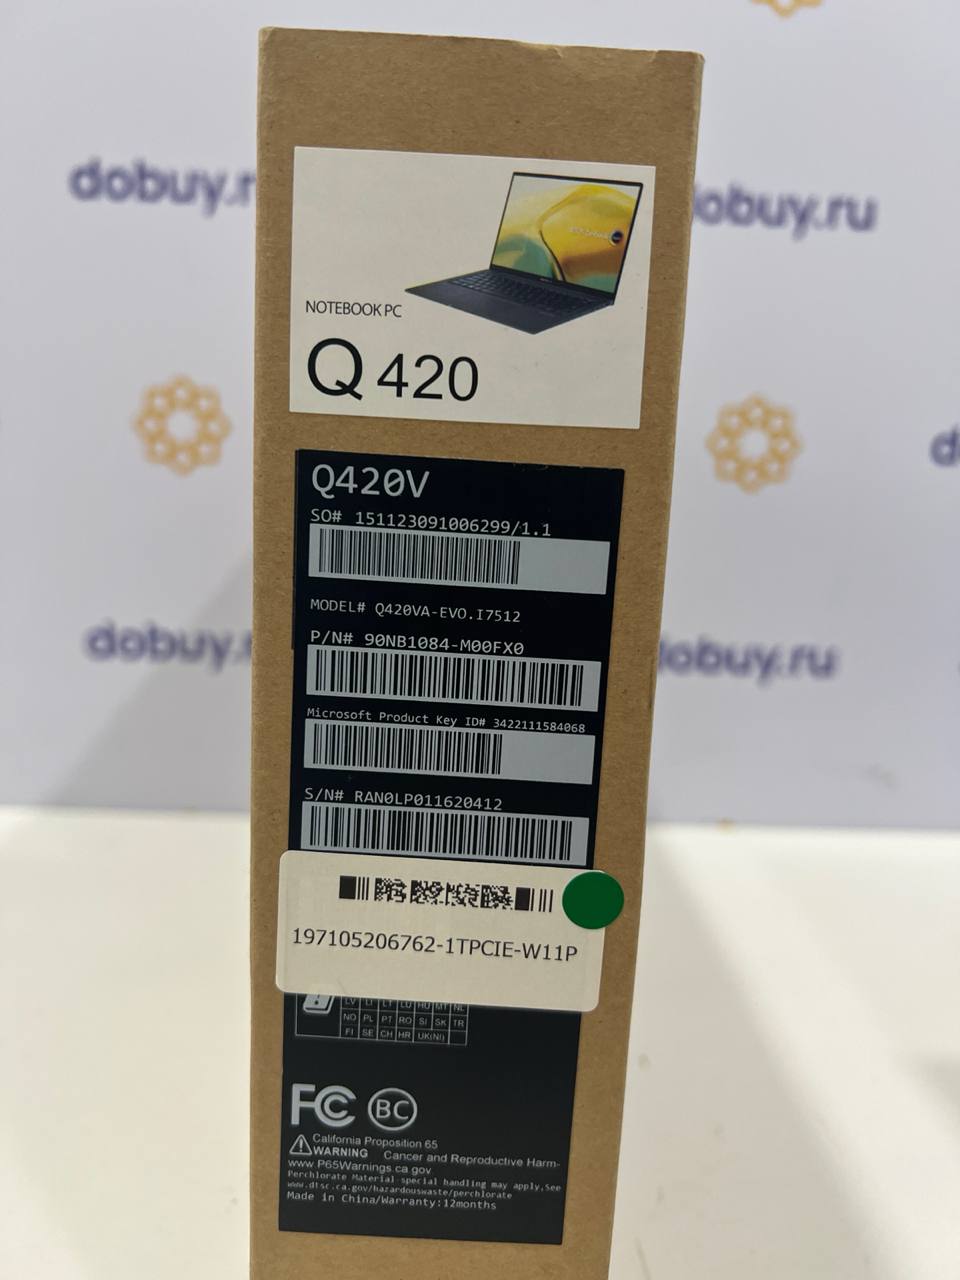 dobuy.r
obuy.ru
NOTEBOOK PC
Q 420
Q420V
SO# 151123091006299/1.1
MODEL# Q420VA-EVO.I7512
P/N# 90NB1084-M00FX0
Microsoft Product Key ID# 3422111584068
S/N# RAN0LP011620412
197105206762-1TPCIE-W11P
LV LI LT LU HU MT NL
NO PL PT RO SI SK TR
FI SE CH HR UK(NI)
FC BC
California Proposition 65
WARNING Cancer and Reproductive Harm-
www.P65Warnings.ca.gov
Perchlorate Material-special handling may apply,See
www.dtsc.ca.gov/hazardouswaste/perchlorate
Made in China/Warranty:12months
dobuy.
dobuy.ru
d